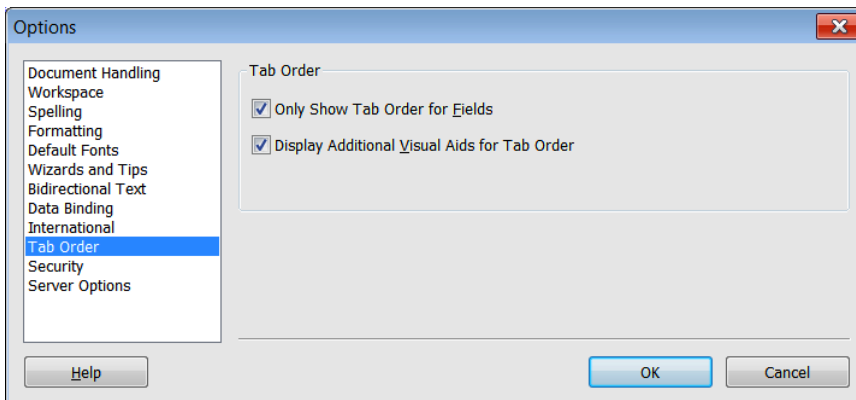 Options
Document Handling
Workspace
Spelling
Formatting
Default Fonts
Wizards and Tips
Bidirectional Text
Data Binding
International
Tab Order
Security
Server Options
Tab Order
Only Show Tab Order for Fields
Display Additional Visual Aids for Tab Order
Help
OK
Cancel